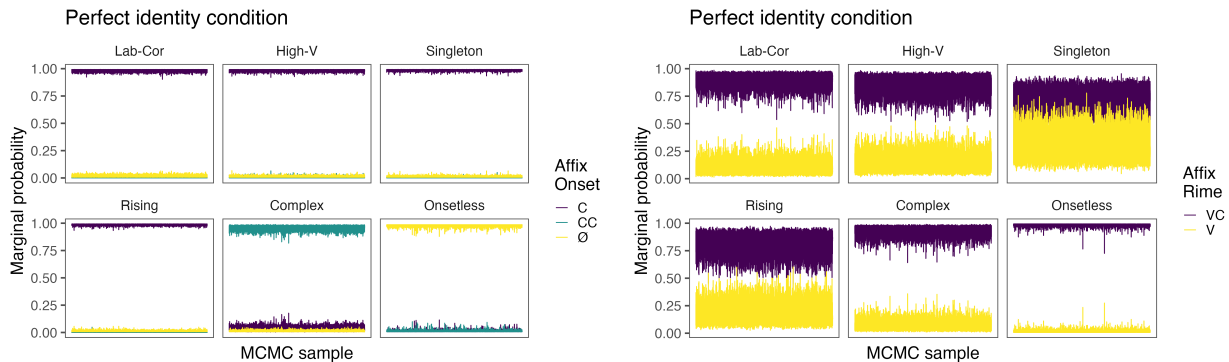 Perfect identity condition
Lab-Cor High-V Singleton
1.00
0.75
0.50
0.25
0.00
Rising Complex Onsetless
1.00
0.75
0.50
0.25
0.00
Marginal probability
MCMC sample
Affix
Onset
C
CC
Ø
Perfect identity condition
Lab-Cor High-V Singleton
1.00
0.75
0.50
0.25
0.00
Rising Complex Onsetless
1.00
0.75
0.50
0.25
0.00
Marginal probability
MCMC sample
Affix
Rime
VC
V